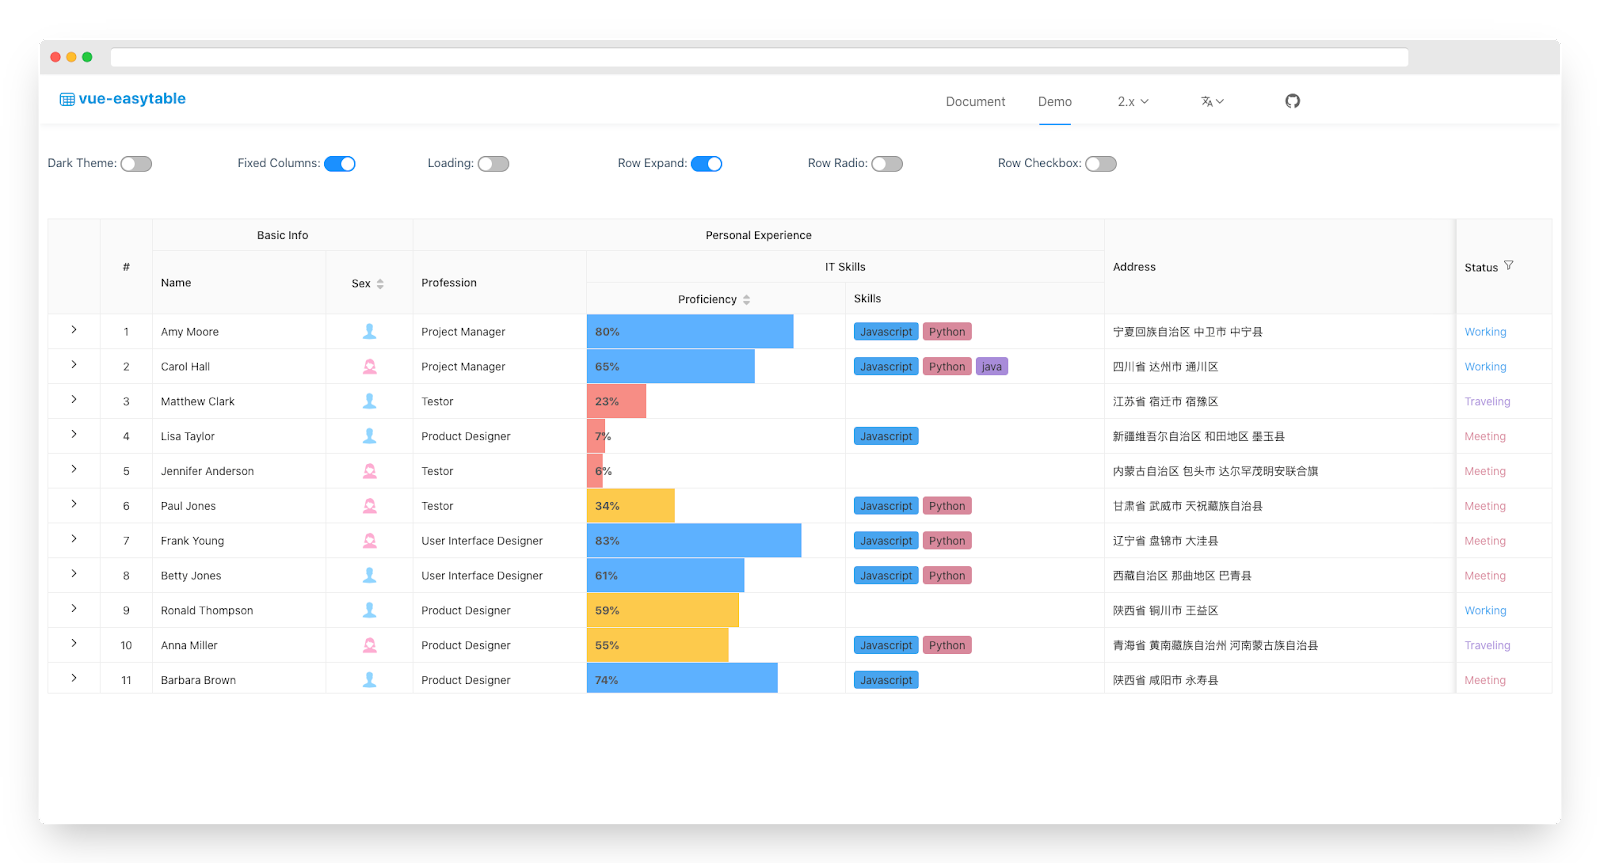 vue-easytable
Document Demo 2.x
Dark Theme: Fixed Columns: Loading: Row Expand: Row Radio: Row Checkbox:
Basic Info Personal Experience
# Name Sex Profession IT Skills Address Status
Proficiency Skills
1 Amy Moore Project Manager 80% Javascript Python 宁夏回族自治区 中卫市 中宁县 Working
2 Carol Hall Project Manager 65% Javascript Python java 四川省 达州市 通川区 Working
3 Matthew Clark Testor 23% 江苏省 宿迁市 宿豫区 Traveling
4 Lisa Taylor Product Designer 7% Javascript 新疆维吾尔自治区 和田地区 墨玉县 Meeting
5 Jennifer Anderson Testor 6% 内蒙古自治区 包头市 达尔罕茂明安联合旗 Meeting
6 Paul Jones Testor 34% Javascript Python 甘肃省 武威市 天祝藏族自治县 Meeting
7 Frank Young User Interface Designer 83% Javascript Python 辽宁省 盘锦市 大洼县 Meeting
8 Betty Jones User Interface Designer 61% Javascript Python 西藏自治区 那曲地区 巴青县 Meeting
9 Ronald Thompson Product Designer 59% 陕西省 铜川市 王益区 Working
10 Anna Miller Product Designer 55% Javascript Python 青海省 黄南藏族自治州 河南蒙古族自治县 Traveling
11 Barbara Brown Product Designer 74% Javascript 陕西省 咸阳市 永寿县 Meeting